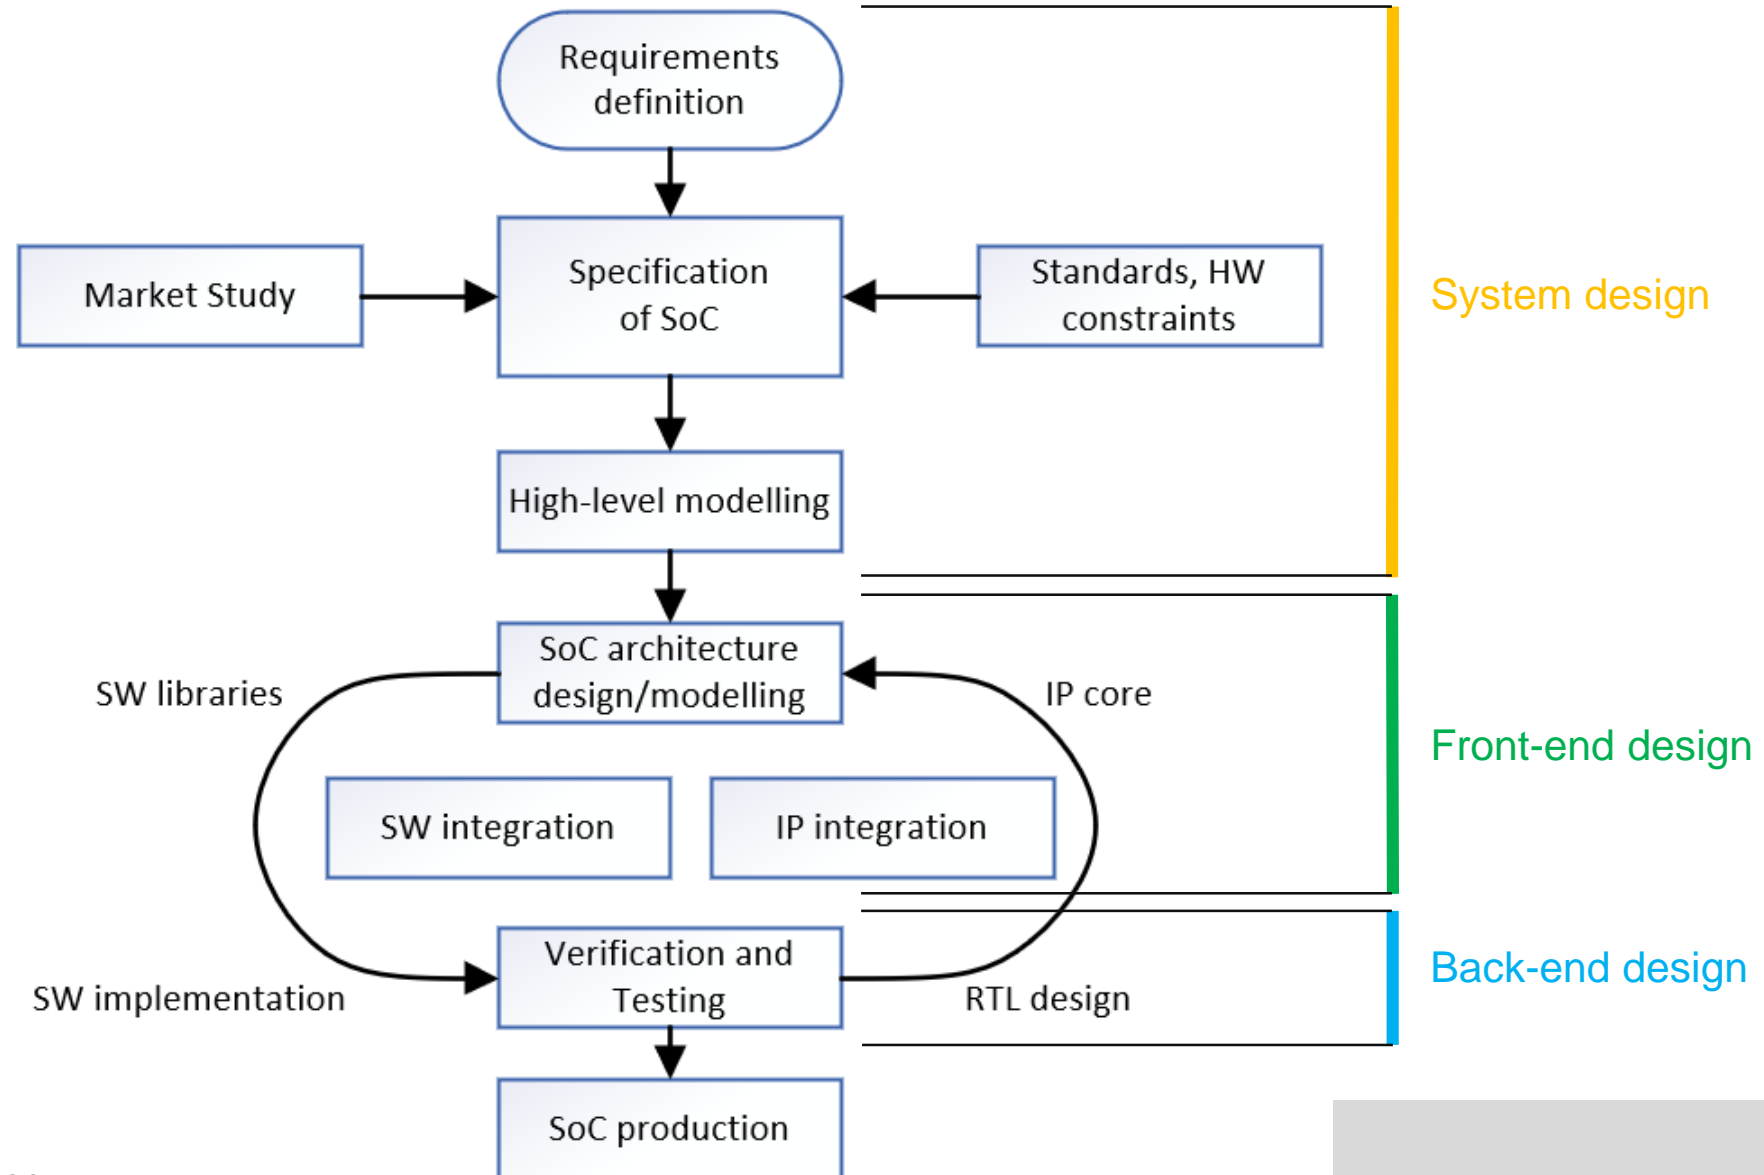 Requirements
definition
Market Study
Specification
of SoC
Standards, HW
constraints
System design
High-level modelling
SoC architecture
design/modelling
SW libraries
IP core
Front-end design
SW integration
IP integration
Verification and
Testing
Back-end design
SW implementation
RTL design
SoC production